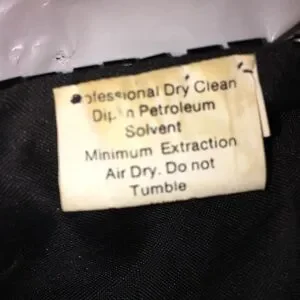 Professional Dry Clean
Dip in Petroleum
Solvent
Minimum Extraction
Air Dry. Do not
Tumble